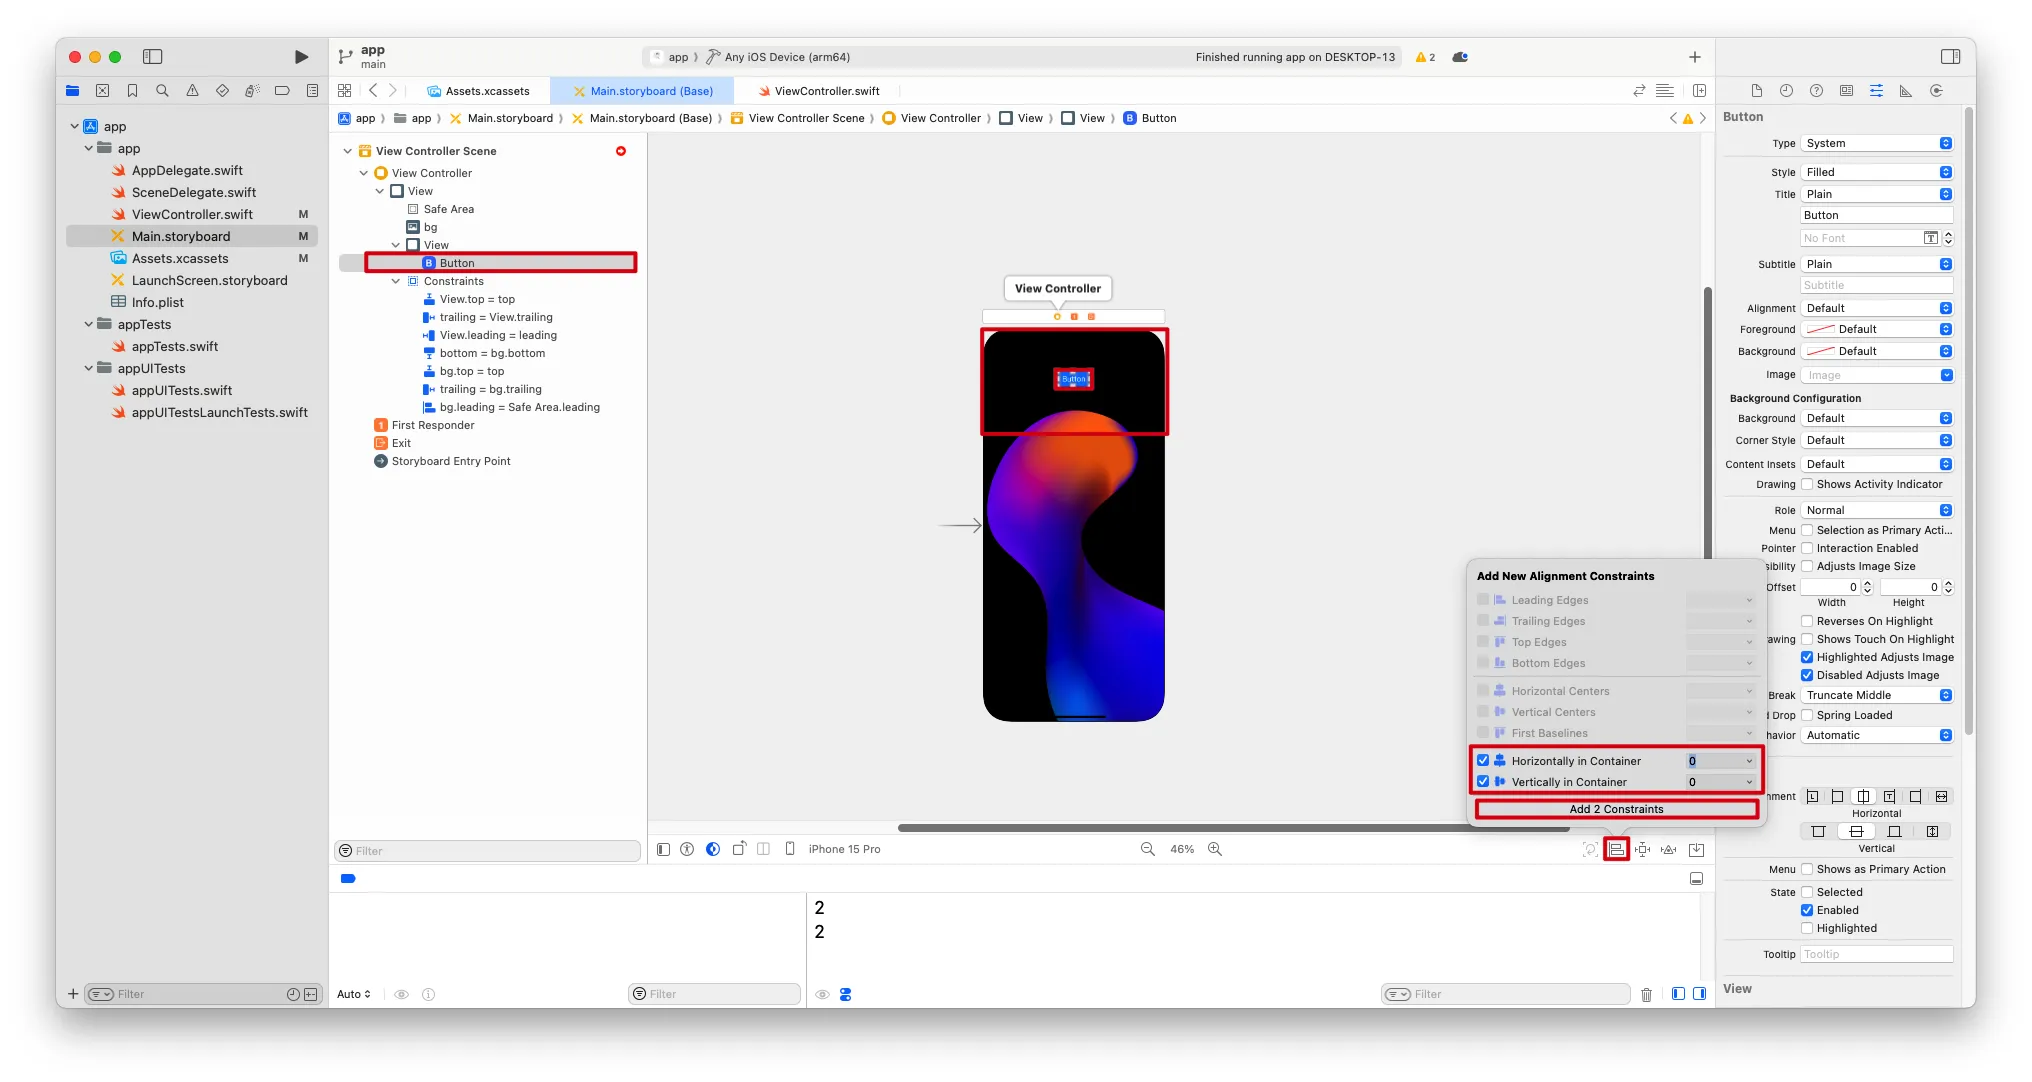 app
main
app
Any iOS Device (arm64)
Finished running app on DESKTOP-13
2
Assets.xcassets
Main.storyboard (Base)
ViewController.swift
app
app
Main.storyboard
Main.storyboard (Base)
View Controller Scene
View Controller
View
View
B Button
app
app
AppDelegate.swift
SceneDelegate.swift
ViewController.swift M
Main.storyboard M
Assets.xcassets M
LaunchScreen.storyboard
Info.plist
appTests
appTests.swift
appUITests
appUITests.swift
appUITestsLaunchTests.swift
Filter
View Controller Scene
View Controller
View
Safe Area
bg
View
B Button
Constraints
View.top = top
trailing = View.trailing
View.leading = leading
bottom = bg.bottom
bg.top = top
trailing = bg.trailing
bg.leading = Safe Area.leading
1 First Responder
Exit
Storyboard Entry Point
Filter
View Controller
Button
iPhone 15 Pro
46%
Add New Alignment Constraints
Leading Edges
Trailing Edges
Top Edges
Bottom Edges
Horizontal Centers
Vertical Centers
First Baselines
Horizontally in Container 0
Vertically in Container 0
Add 2 Constraints
2
2
Auto
Filter
Filter
Button
Type System
Style Filled
Title Plain
Button
No Font
Subtitle Plain
Subtitle
Alignment Default
Foreground Default
Background Default
Image Image
Background Configuration
Background Default
Corner Style Default
Content Insets Default
Drawing Shows Activity Indicator
Role Normal
Menu Selection as Primary Acti...
Pointer Interaction Enabled
sibility Adjusts Image Size
Offset 0 0
Width Height
Reverses On Highlight
awing Shows Touch On Highlight
Highlighted Adjusts Image
Disabled Adjusts Image
Break Truncate Middle
d Drop Spring Loaded
havior Automatic
nment
Horizontal
Vertical
Menu Shows as Primary Action
State Selected
Enabled
Highlighted
Tooltip Tooltip
View